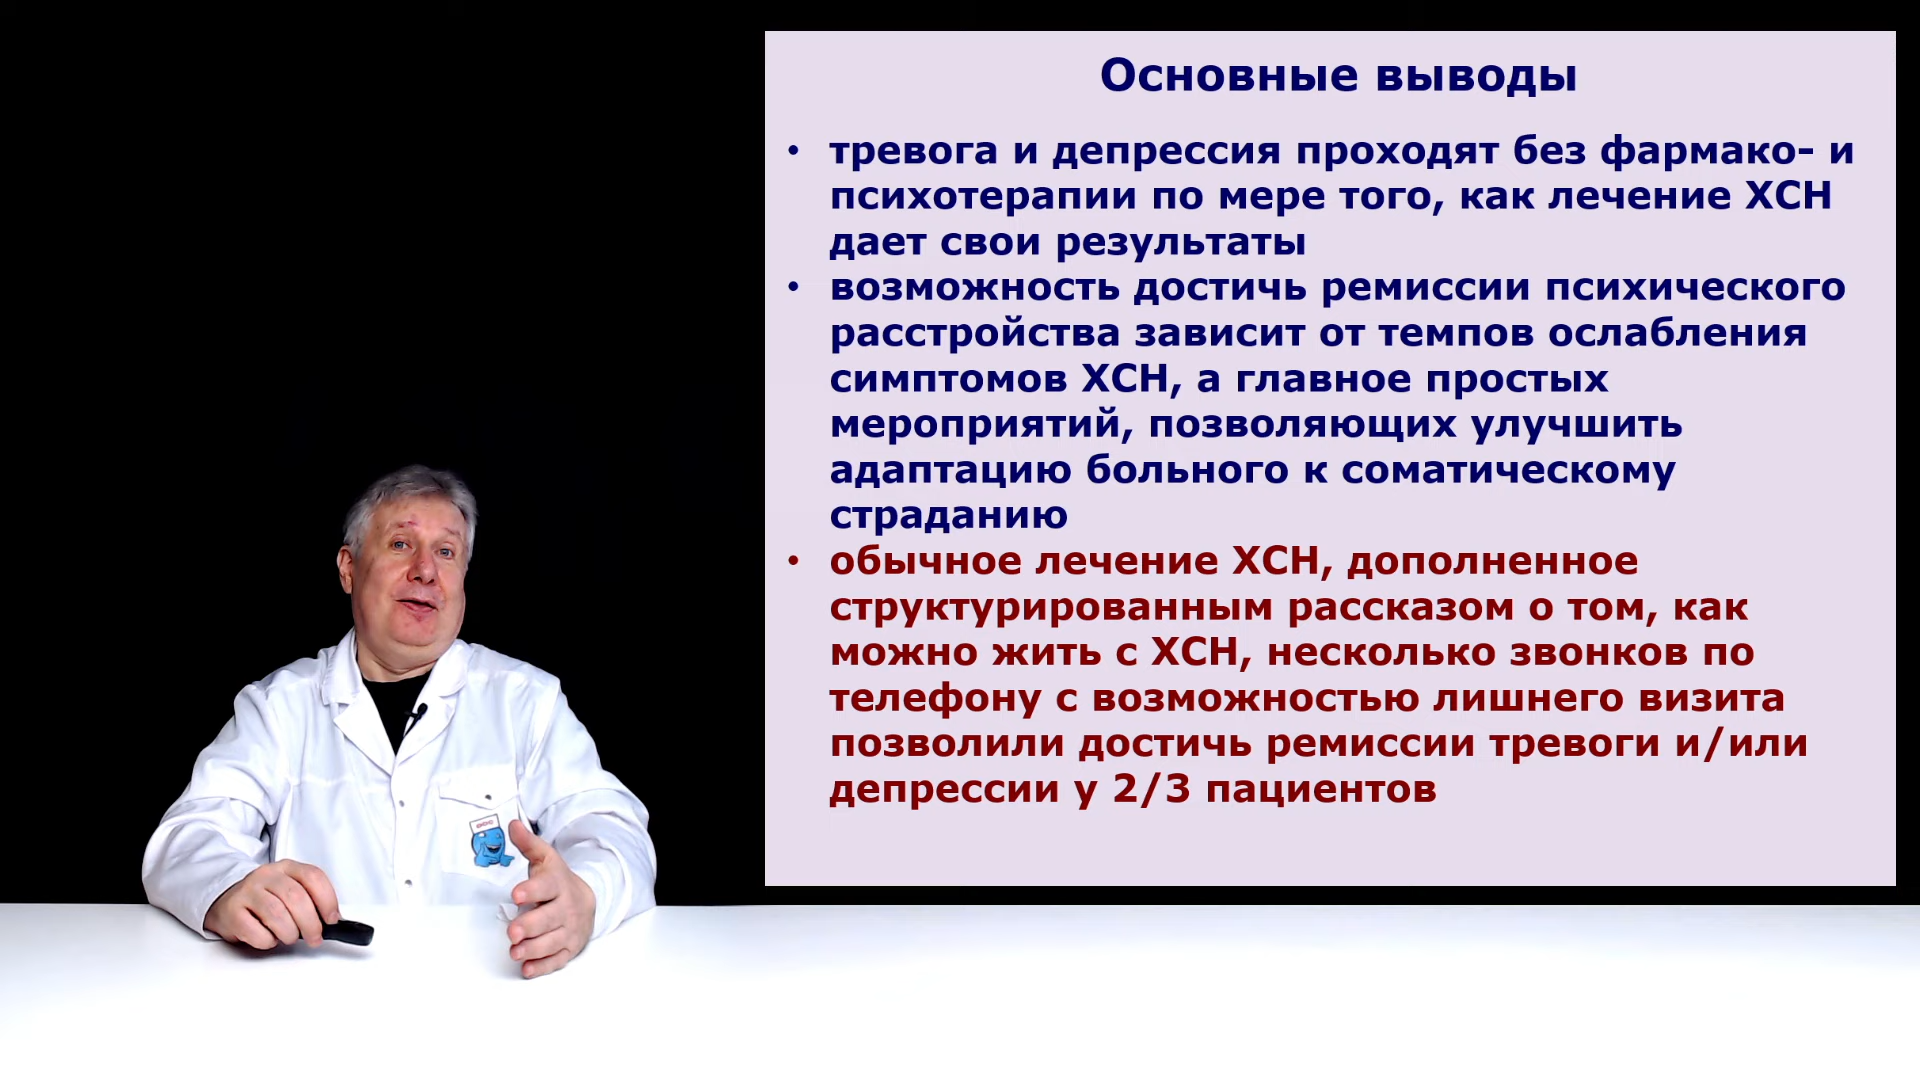 Основные выводы
• тревога и депрессия проходят без фармако- и
психотерапии по мере того, как лечение ХСН
дает свои результаты
• возможность достичь ремиссии психического
расстройства зависит от темпов ослабления
симптомов ХСН, а главное простых
мероприятий, позволяющих улучшить
адаптацию больного к соматическому
страданию
• обычное лечение ХСН, дополненное
структурированным рассказом о том, как
можно жить с ХСН, несколько звонков по
телефону с возможностью лишнего визита
позволили достичь ремиссии тревоги и/или
депрессии у 2/3 пациентов